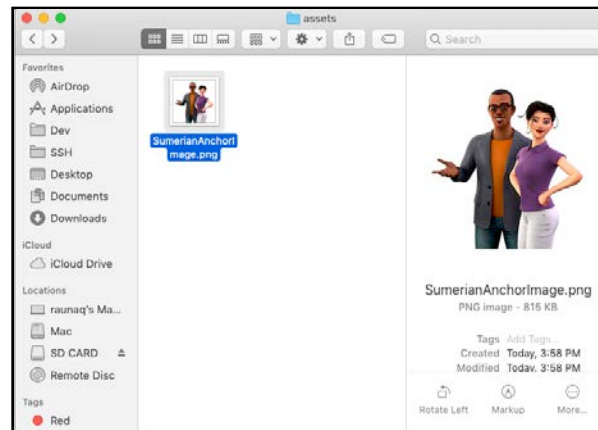 assets
Search
Favorites
AirDrop
Applications
Dev
SSH
Desktop
Documents
Downloads
iCloud
iCloud Drive
Locations
raunaq's Ma...
Mac
SD CARD
Remote Disc
Tags
Red
SumerianAnchorI
mage.png
SumerianAnchorImage.png
PNG image - 815 KB
Tags Add Tags...
Created Today, 3:58 PM
Modified Today, 3:58 PM
Rotate Left Markup More...